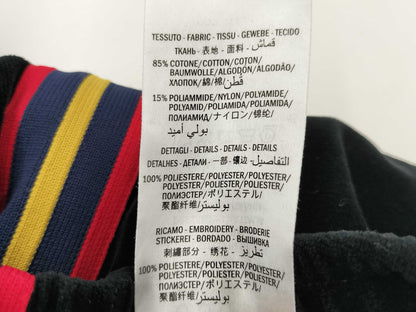 TESSUTO - FABRIC - TISSU - GEWEBE - TECIDO
ТКАНЬ - 表地 - 面料 - قماش
85% COTONE/COTTON/COTON/
BAUMWOLLE/ALGODÓN/ALGODÃO/
ХЛОПОК/綿/棉/قطن
15% POLIAMMIDE/NYLON/POLYAMIDE/
POLYAMID/POLIAMIDA/POLIAMIDA/
ПОЛИАМИД/ナイロン/锦纶/
بولي أميد
DETTAGLI - DETAILS - DETAILS - DETAILS
DETALHES - ДЕТАЛИ - 一部 - 镶边 - التفاصيل
100% POLIESTERE/POLYESTER/POLYESTER/
POLYESTER/POLIÉSTER/POLIÉSTER/
ПОЛИЭСТЕР/ポリエステル/
聚酯纤维/بوليستر
RICAMO - EMBROIDERY - BRODERIE
STICKEREI - BORDADO - ВЫШИВКА
刺繡部分 - 绣花 - تطريز
100% POLIESTERE/POLYESTER/POLYESTER/
POLYESTER/POLIÉSTER/POLIÉSTER/
ПОЛИЭСТЕР/ポリエステル/
聚酯纤维/بوليستر